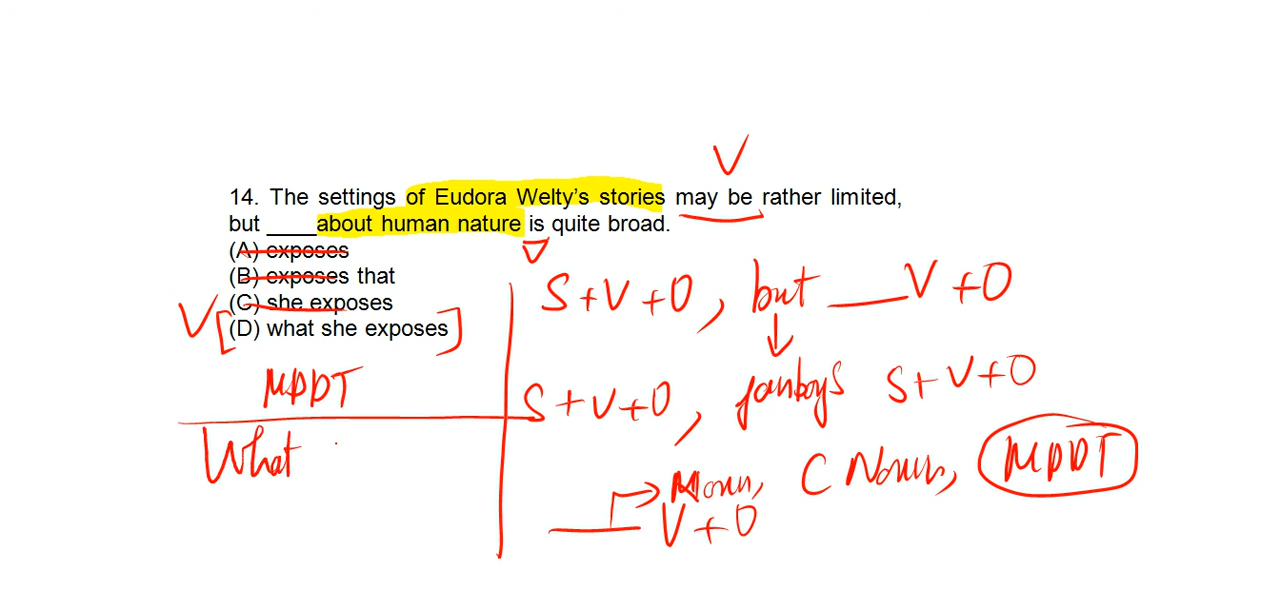 V
14. The settings of Eudora Welty’s stories may be rather limited,
but ____about human nature is quite broad.
V
(A) exposes
(B) exposes that
(C) she exposes
V [(D) what she exposes]
S+V+O, but ___V+O
MDDT
S+V+O, fanboys S+V+O
What
Noun, C Noun, MDDT
___ V+O